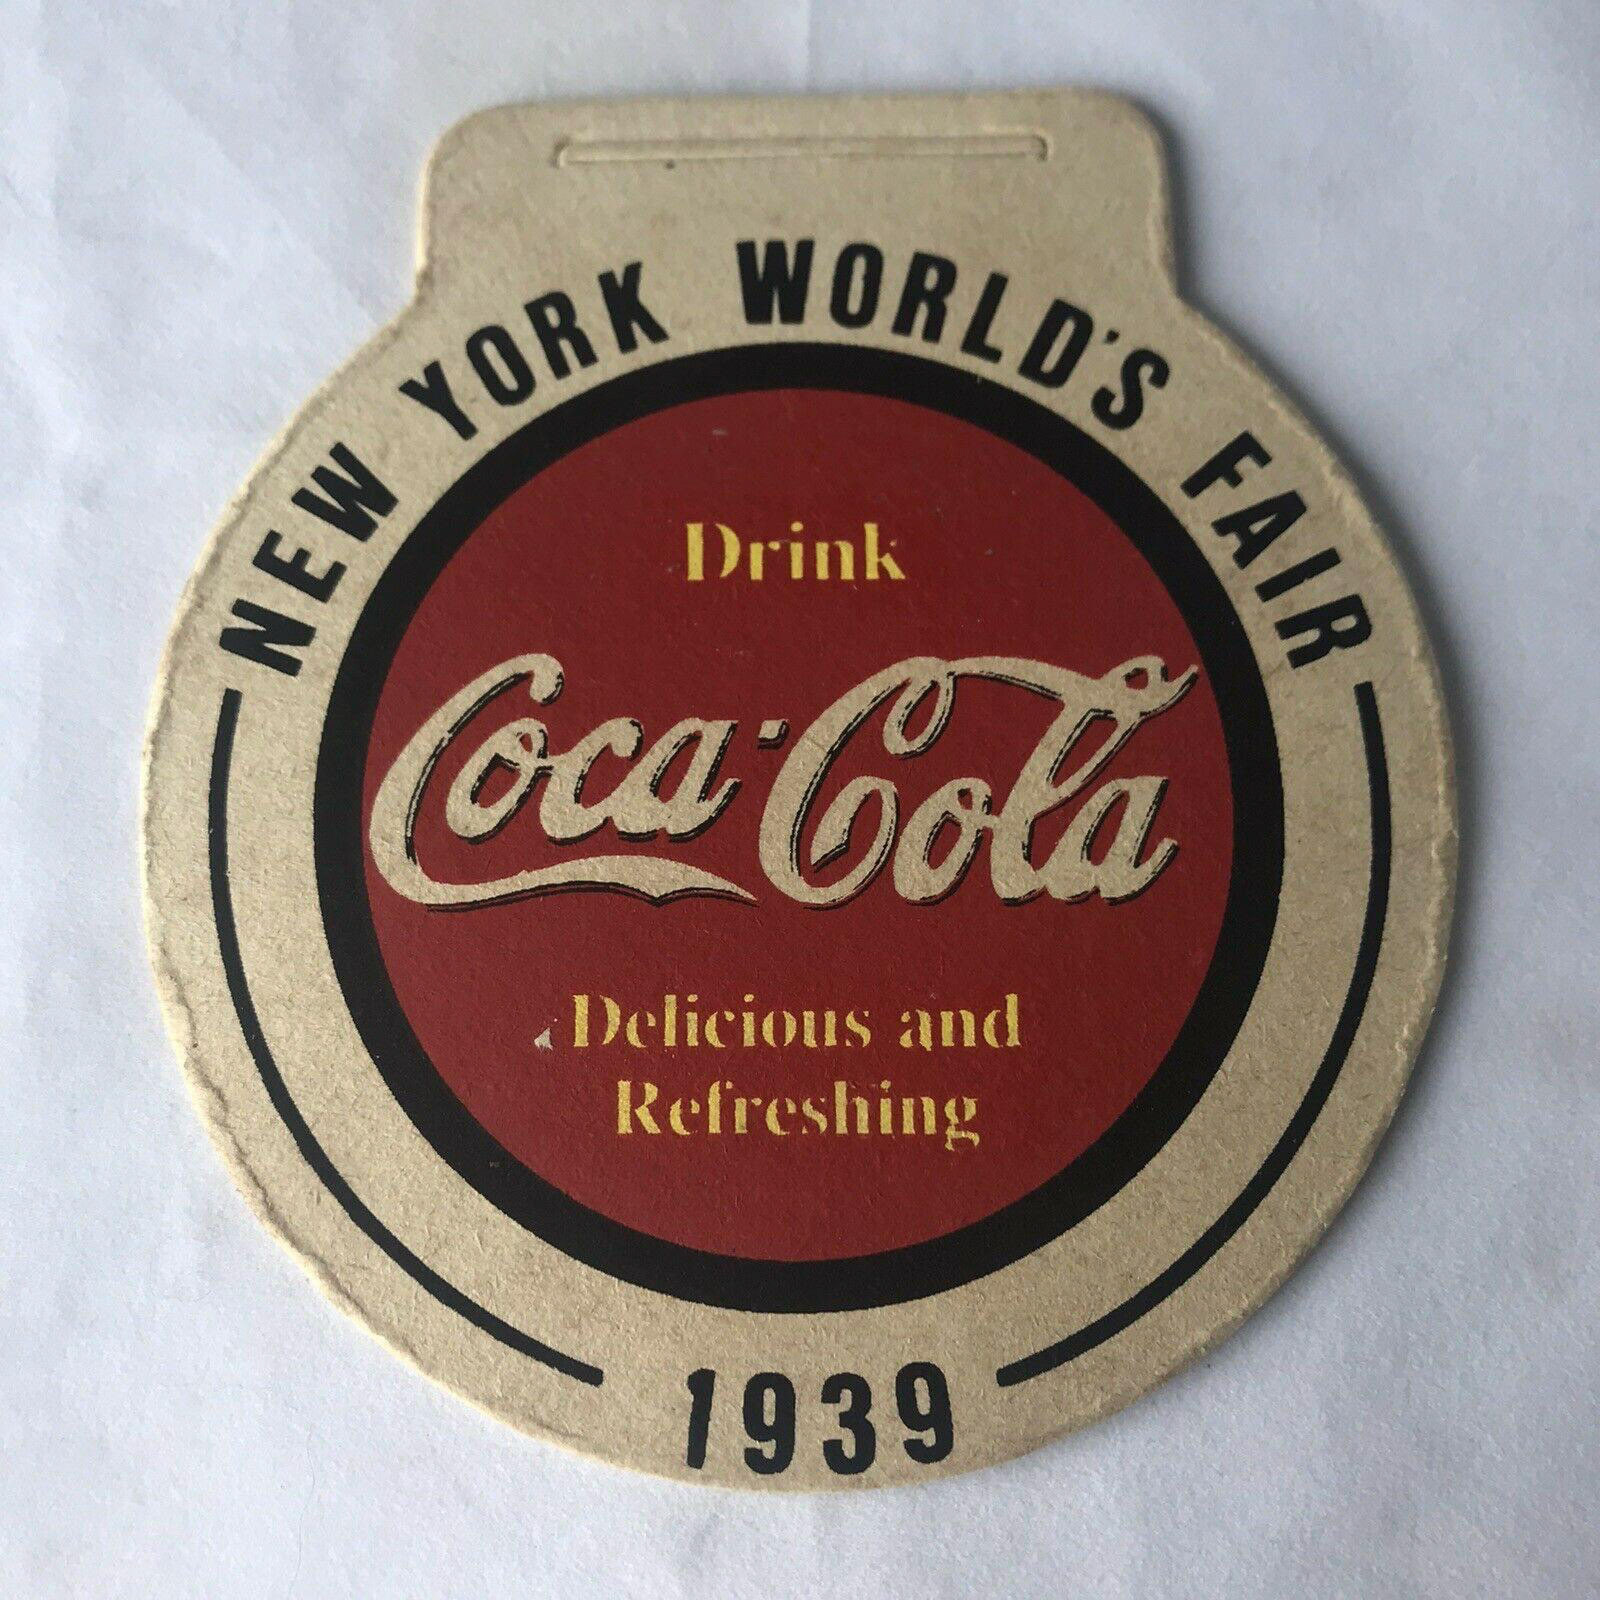 NEW YORK WORLD'S FAIR
Drink
Coca-Cola
Delicious and
Refreshing
1939